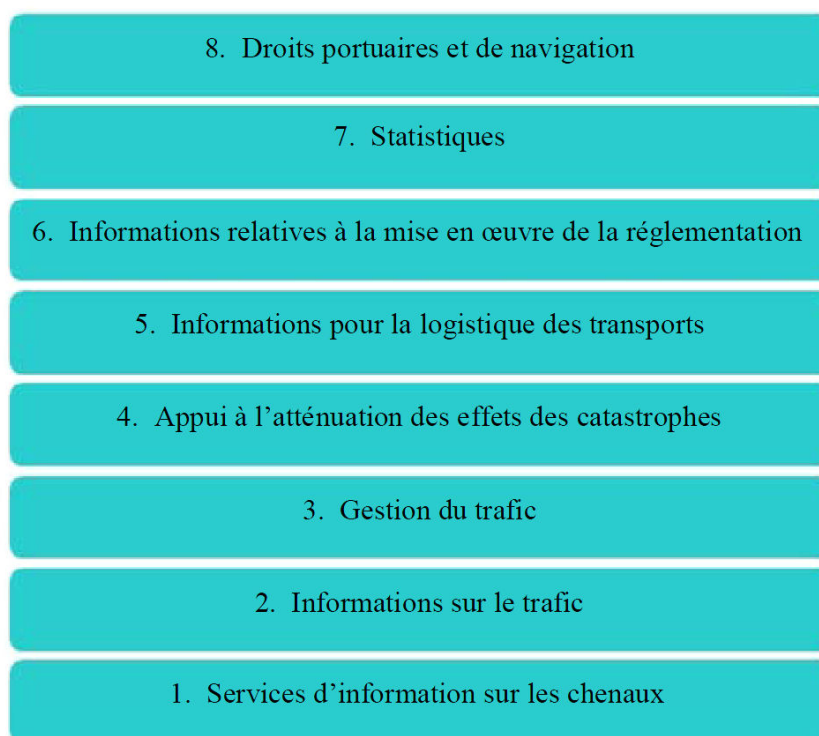 8. Droits portuaires et de navigation
7. Statistiques
6. Informations relatives à la mise en œuvre de la réglementation
5. Informations pour la logistique des transports
4. Appui à l’atténuation des effets des catastrophes
3. Gestion du trafic
2. Informations sur le trafic
1. Services d’information sur les chenaux